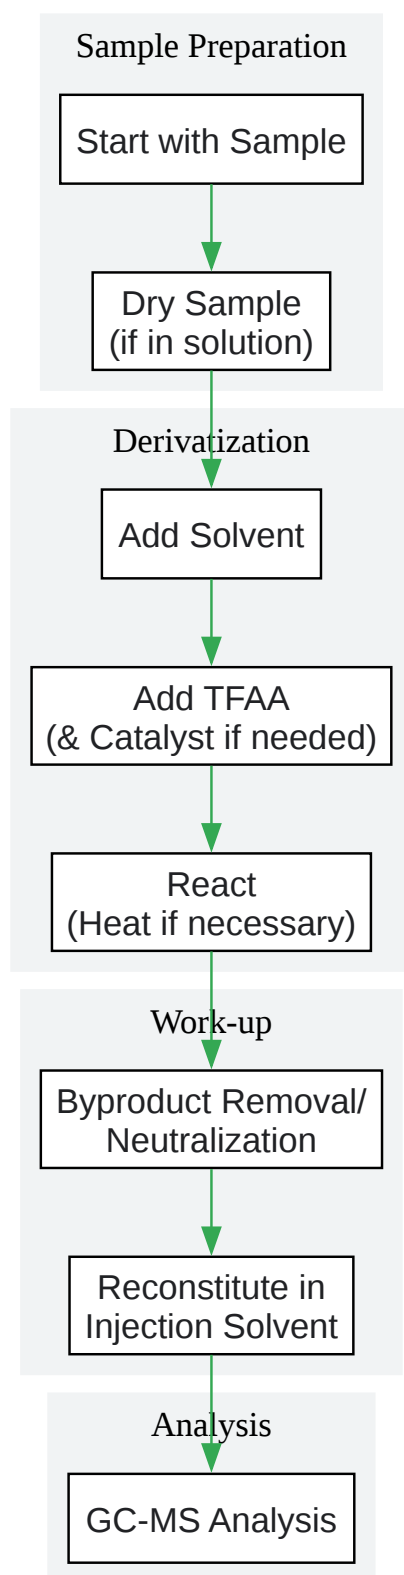 Sample Preparation
Start with Sample
Dry Sample
(if in solution)
Derivatization
Add Solvent
Add TFAA
(& Catalyst if needed)
React
(Heat if necessary)
Work-up
Byproduct Removal/
Neutralization
Reconstitute in
Injection Solvent
Analysis
GC-MS Analysis